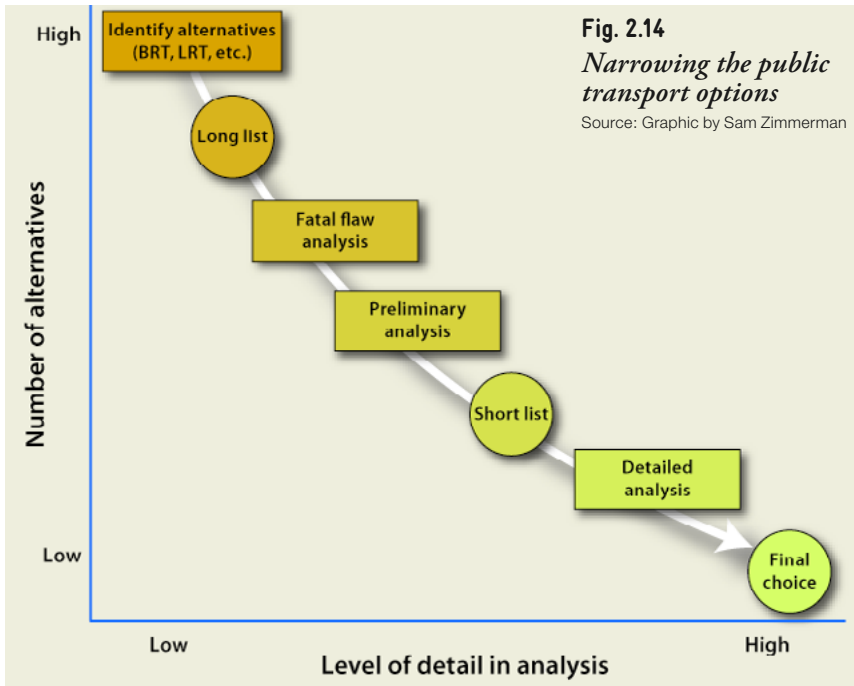 Fig. 2.14
Narrowing the public
transport options
Source: Graphic by Sam Zimmerman
High
Identify alternatives
(BRT, LRT, etc.)
Long list
Fatal flaw
analysis
Preliminary
analysis
Short list
Detailed
analysis
Final
choice
Number of alternatives
Low
Low
High
Level of detail in analysis